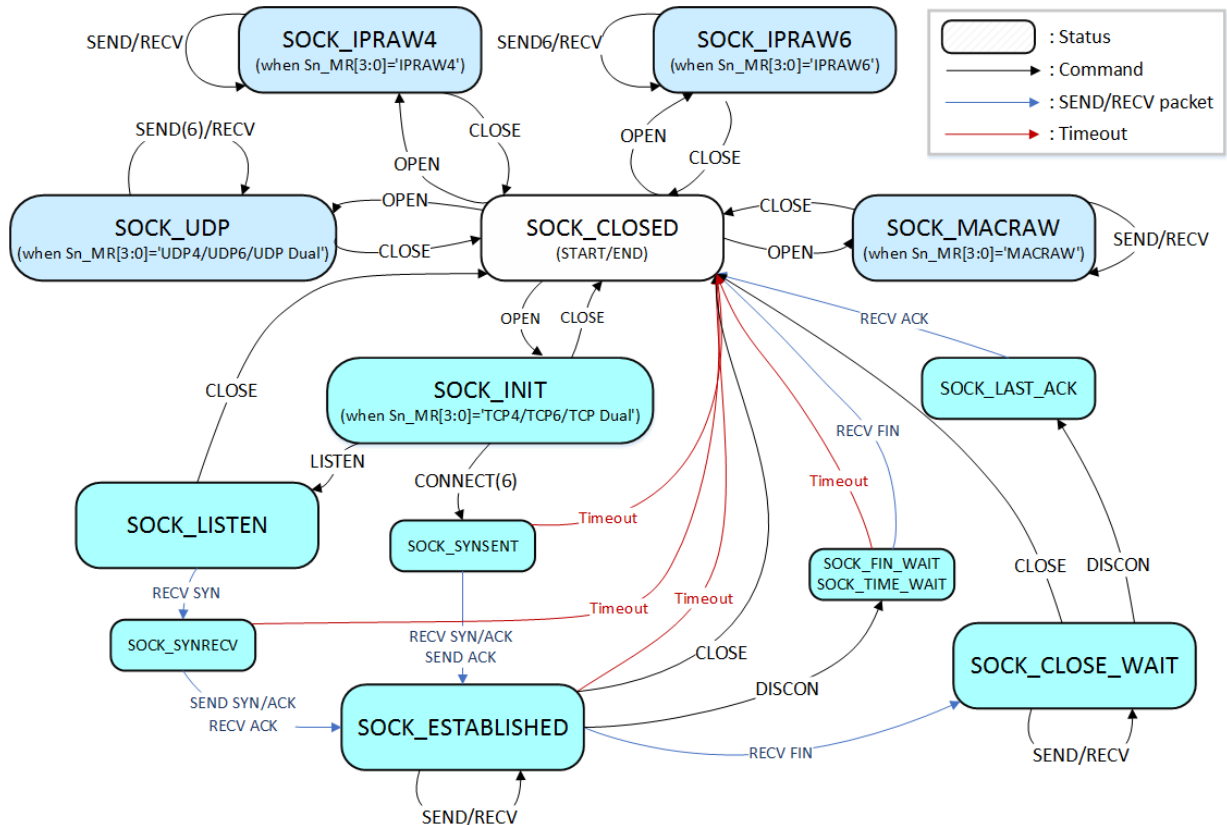 SEND/RECV
SOCK_IPRAW4
(when Sn_MR[3:0]='IPRAW4')
SEND6/RECV
SOCK_IPRAW6
(when Sn_MR[3:0]='IPRAW6')
: Status
: Command
: SEND/RECV packet
: Timeout
SEND(6)/RECV
CLOSE
OPEN
OPEN
CLOSE
SOCK_UDP
(when Sn_MR[3:0]='UDP4/UDP6/UDP Dual')
OPEN
CLOSE
SOCK_CLOSED
(START/END)
CLOSE
OPEN
SOCK_MACRAW
(when Sn_MR[3:0]='MACRAW')
SEND/RECV
OPEN
CLOSE
RECV ACK
CLOSE
SOCK_INIT
(when Sn_MR[3:0]='TCP4/TCP6/TCP Dual')
SOCK_LAST_ACK
RECV FIN
LISTEN
CONNECT(6)
Timeout
SOCK_LISTEN
Timeout
SOCK_SYNSENT
SOCK_FIN_WAIT
SOCK_TIME_WAIT
CLOSE
DISCON
RECV SYN
Timeout
Timeout
SOCK_SYNRECV
RECV SYN/ACK
SEND ACK
CLOSE
SOCK_CLOSE_WAIT
SEND SYN/ACK
RECV ACK
DISCON
SOCK_ESTABLISHED
RECV FIN
SEND/RECV
SEND/RECV